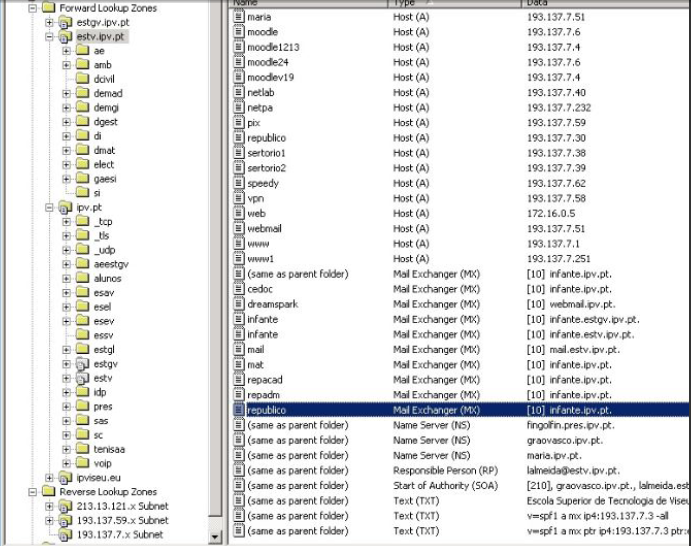 Forward Lookup Zones
estgv.ipv.pt
estv.ipv.pt
ae
amb
dcivil
demad
demgi
dgest
di
dmat
elect
gaesi
si
ipv.pt
_tcp
_tls
_udp
aeestgv
alunos
esav
esel
esev
essv
estgl
estgv
estv
idp
pres
sas
sc
tenisaa
voip
ipviseu.eu
Reverse Lookup Zones
213.13.121.x Subnet
193.137.59.x Subnet
193.137.7.x Subnet
Name Type Data
maria Host (A) 193.137.7.51
moodle Host (A) 193.137.7.6
moodle1213 Host (A) 193.137.7.4
moodle24 Host (A) 193.137.7.6
moodlev19 Host (A) 193.137.7.4
netlab Host (A) 193.137.7.40
netpa Host (A) 193.137.7.232
pix Host (A) 193.137.7.59
republico Host (A) 193.137.7.30
sertorio1 Host (A) 193.137.7.38
sertorio2 Host (A) 193.137.7.39
speedy Host (A) 193.137.7.62
vpn Host (A) 193.137.7.58
web Host (A) 172.16.0.5
webmail Host (A) 193.137.7.51
www Host (A) 193.137.7.1
www1 Host (A) 193.137.7.251
(same as parent folder) Mail Exchanger (MX) [10] infante.ipv.pt.
cedoc Mail Exchanger (MX) [10] infante.ipv.pt.
dreamspark Mail Exchanger (MX) [10] webmail.ipv.pt.
infante Mail Exchanger (MX) [10] infante.estgv.ipv.pt.
infante Mail Exchanger (MX) [10] infante.estv.ipv.pt.
mail Mail Exchanger (MX) [10] mail.estv.ipv.pt.
mat Mail Exchanger (MX) [10] infante.ipv.pt.
repacad Mail Exchanger (MX) [10] infante.ipv.pt.
repadm Mail Exchanger (MX) [10] infante.ipv.pt.
republico Mail Exchanger (MX) [10] infante.ipv.pt.
(same as parent folder) Name Server (NS) fingolfin.pres.ipv.pt.
(same as parent folder) Name Server (NS) graovasco.ipv.pt.
(same as parent folder) Name Server (NS) maria.ipv.pt.
(same as parent folder) Responsible Person (RP) lalmeida@estv.ipv.pt.
(same as parent folder) Start of Authority (SOA) [210], graovasco.ipv.pt., lalmeida.est
(same as parent folder) Text (TXT) Escola Superior de Tecnologia de Viseu
(same as parent folder) Text (TXT) v=spf1 a mx ip4:193.137.7.3 -all
(same as parent folder) Text (TXT) v=spf1 a mx ptr ip4:193.137.7.3 ptr: